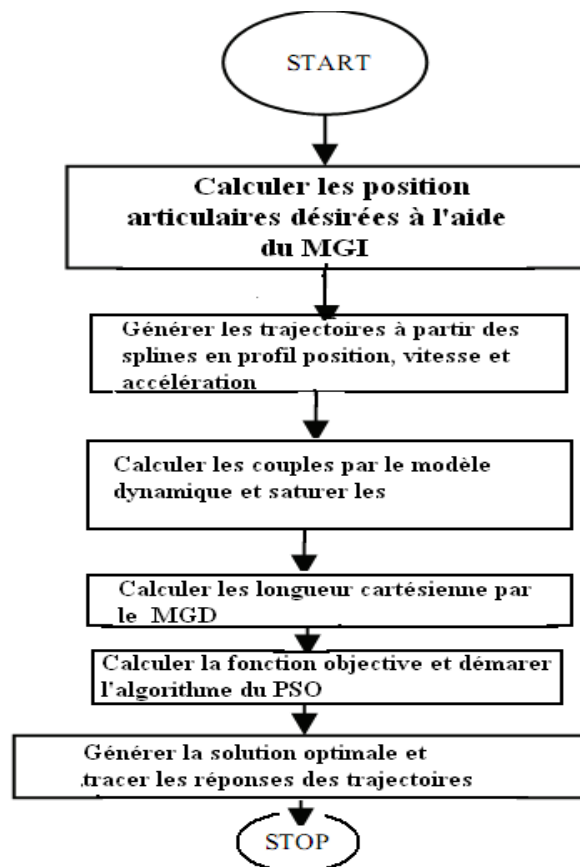 START
Calculer les position
articulaires désirées à l'aide
du MGI
Générer les trajectoires à partir des
splines en profil position, vitesse et
accélération
Calculer les couples par le modèle
dynamique et saturer les
Calculer les longueur cartésienne par
le MGD
Calculer la fonction objective et démarer
l'algorithme du PSO
Générer la solution optimale et
tracer les réponses des trajectoires
STOP